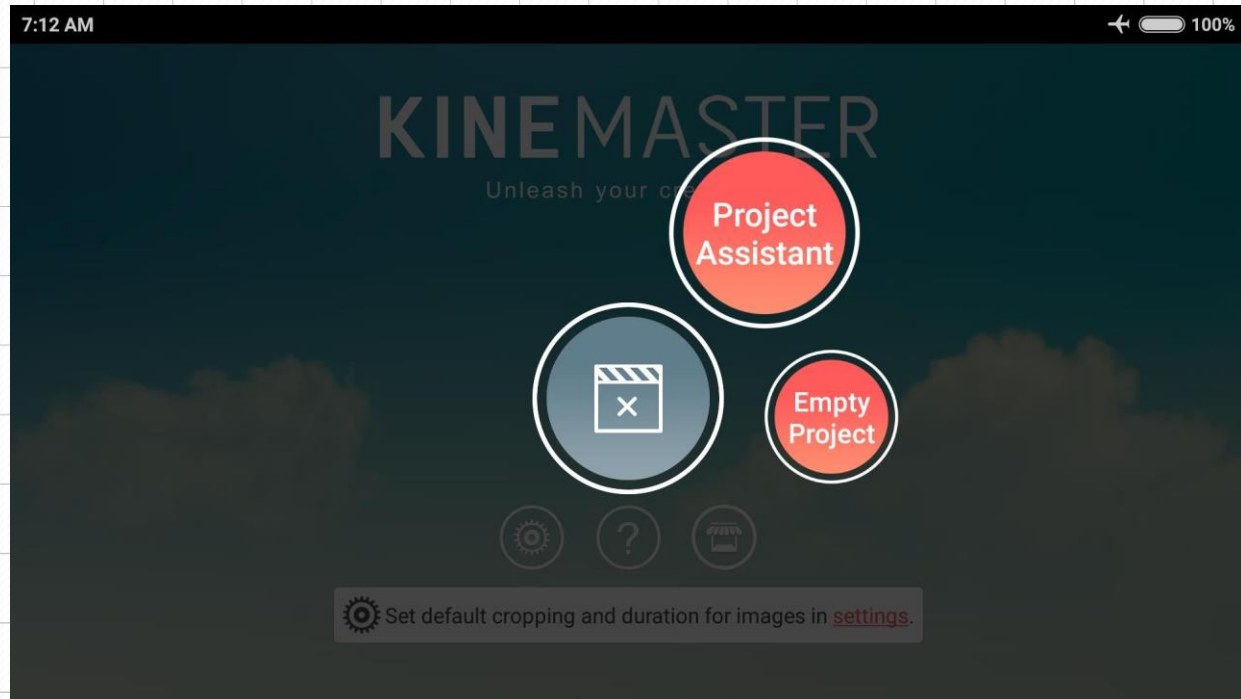 7:12 AM 100%
KINEMASTER
Unleash your cre
Project
Assistant
Empty
Project
?
Set default cropping and duration for images in settings.